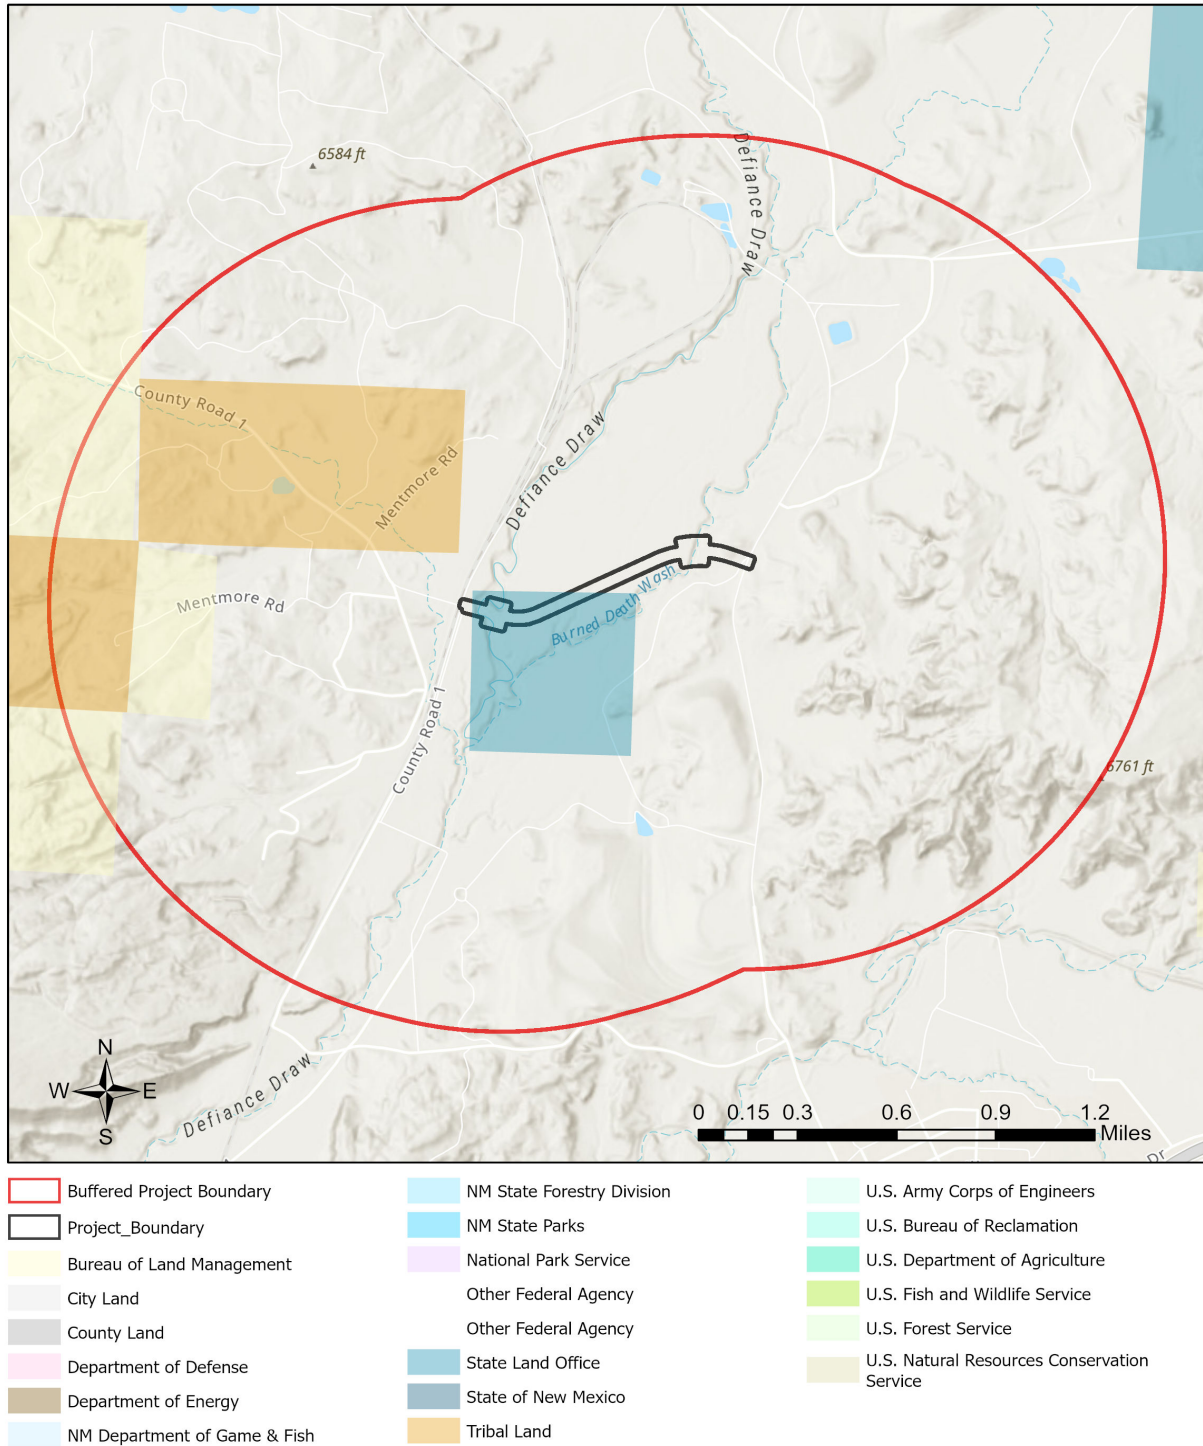 6584 ft
Defiance Draw
County Road 1
Mentmore Rd
Defiance Draw
Mentmore Rd
Burned Death Wash
County Road 1
6761 ft
Defiance Draw
N
W E
S
0 0.15 0.3 0.6 0.9 1.2
Miles
Dr
Buffered Project Boundary
Project_Boundary
Bureau of Land Management
City Land
County Land
Department of Defense
Department of Energy
NM Department of Game & Fish
NM State Forestry Division
NM State Parks
National Park Service
Other Federal Agency
Other Federal Agency
State Land Office
State of New Mexico
Tribal Land
U.S. Army Corps of Engineers
U.S. Bureau of Reclamation
U.S. Department of Agriculture
U.S. Fish and Wildlife Service
U.S. Forest Service
U.S. Natural Resources Conservation
Service